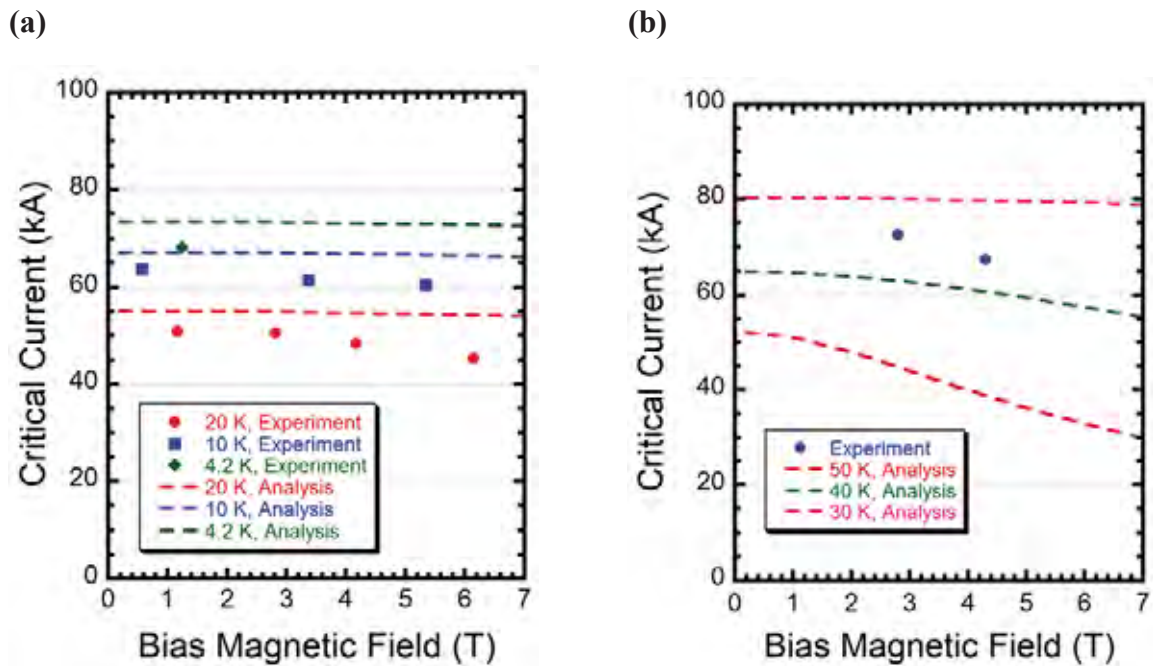 (a)
(b)
100
80
60
40
20
0
Critical Current (kA)
20 K, Experiment
10 K, Experiment
4.2 K, Experiment
20 K, Analysis
10 K, Analysis
4.2 K, Analysis
0 1 2 3 4 5 6 7
Bias Magnetic Field (T)
100
80
60
40
20
0
Critical Current (kA)
Experiment
50 K, Analysis
40 K, Analysis
30 K, Analysis
0 1 2 3 4 5 6 7
Bias Magnetic Field (T)